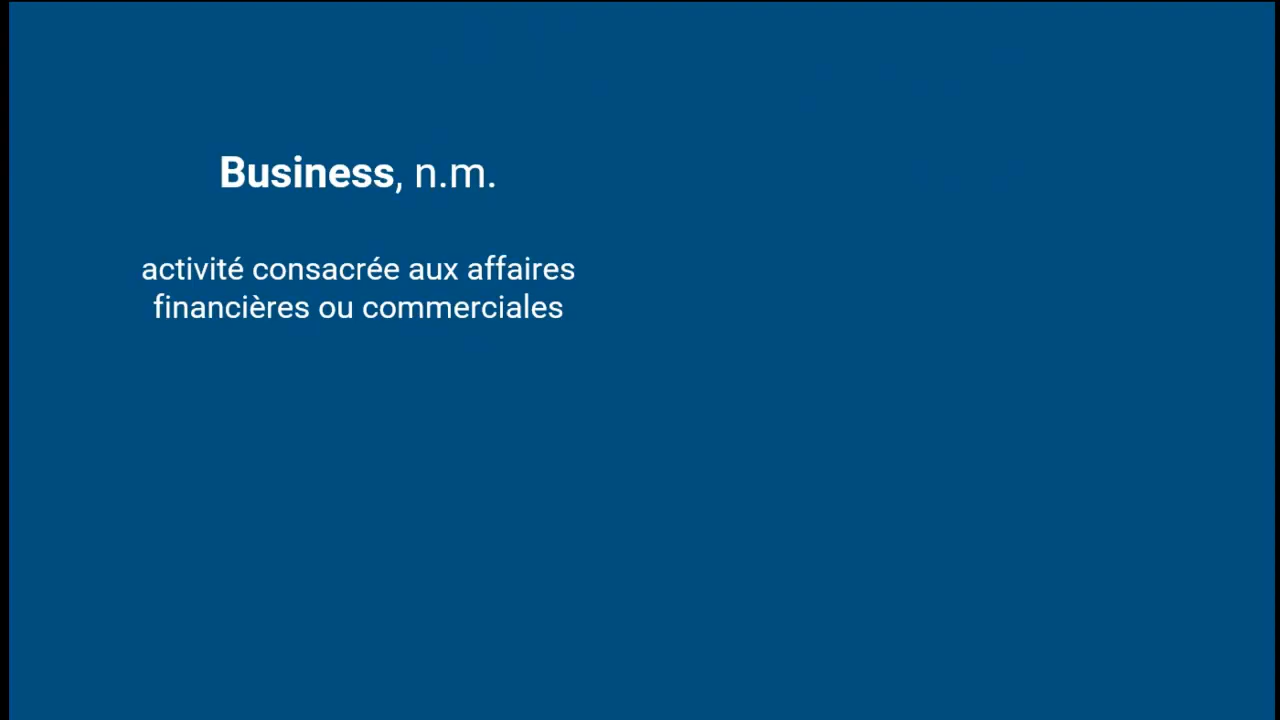 Business, n.m.
activité consacrée aux affaires
financières ou commerciales